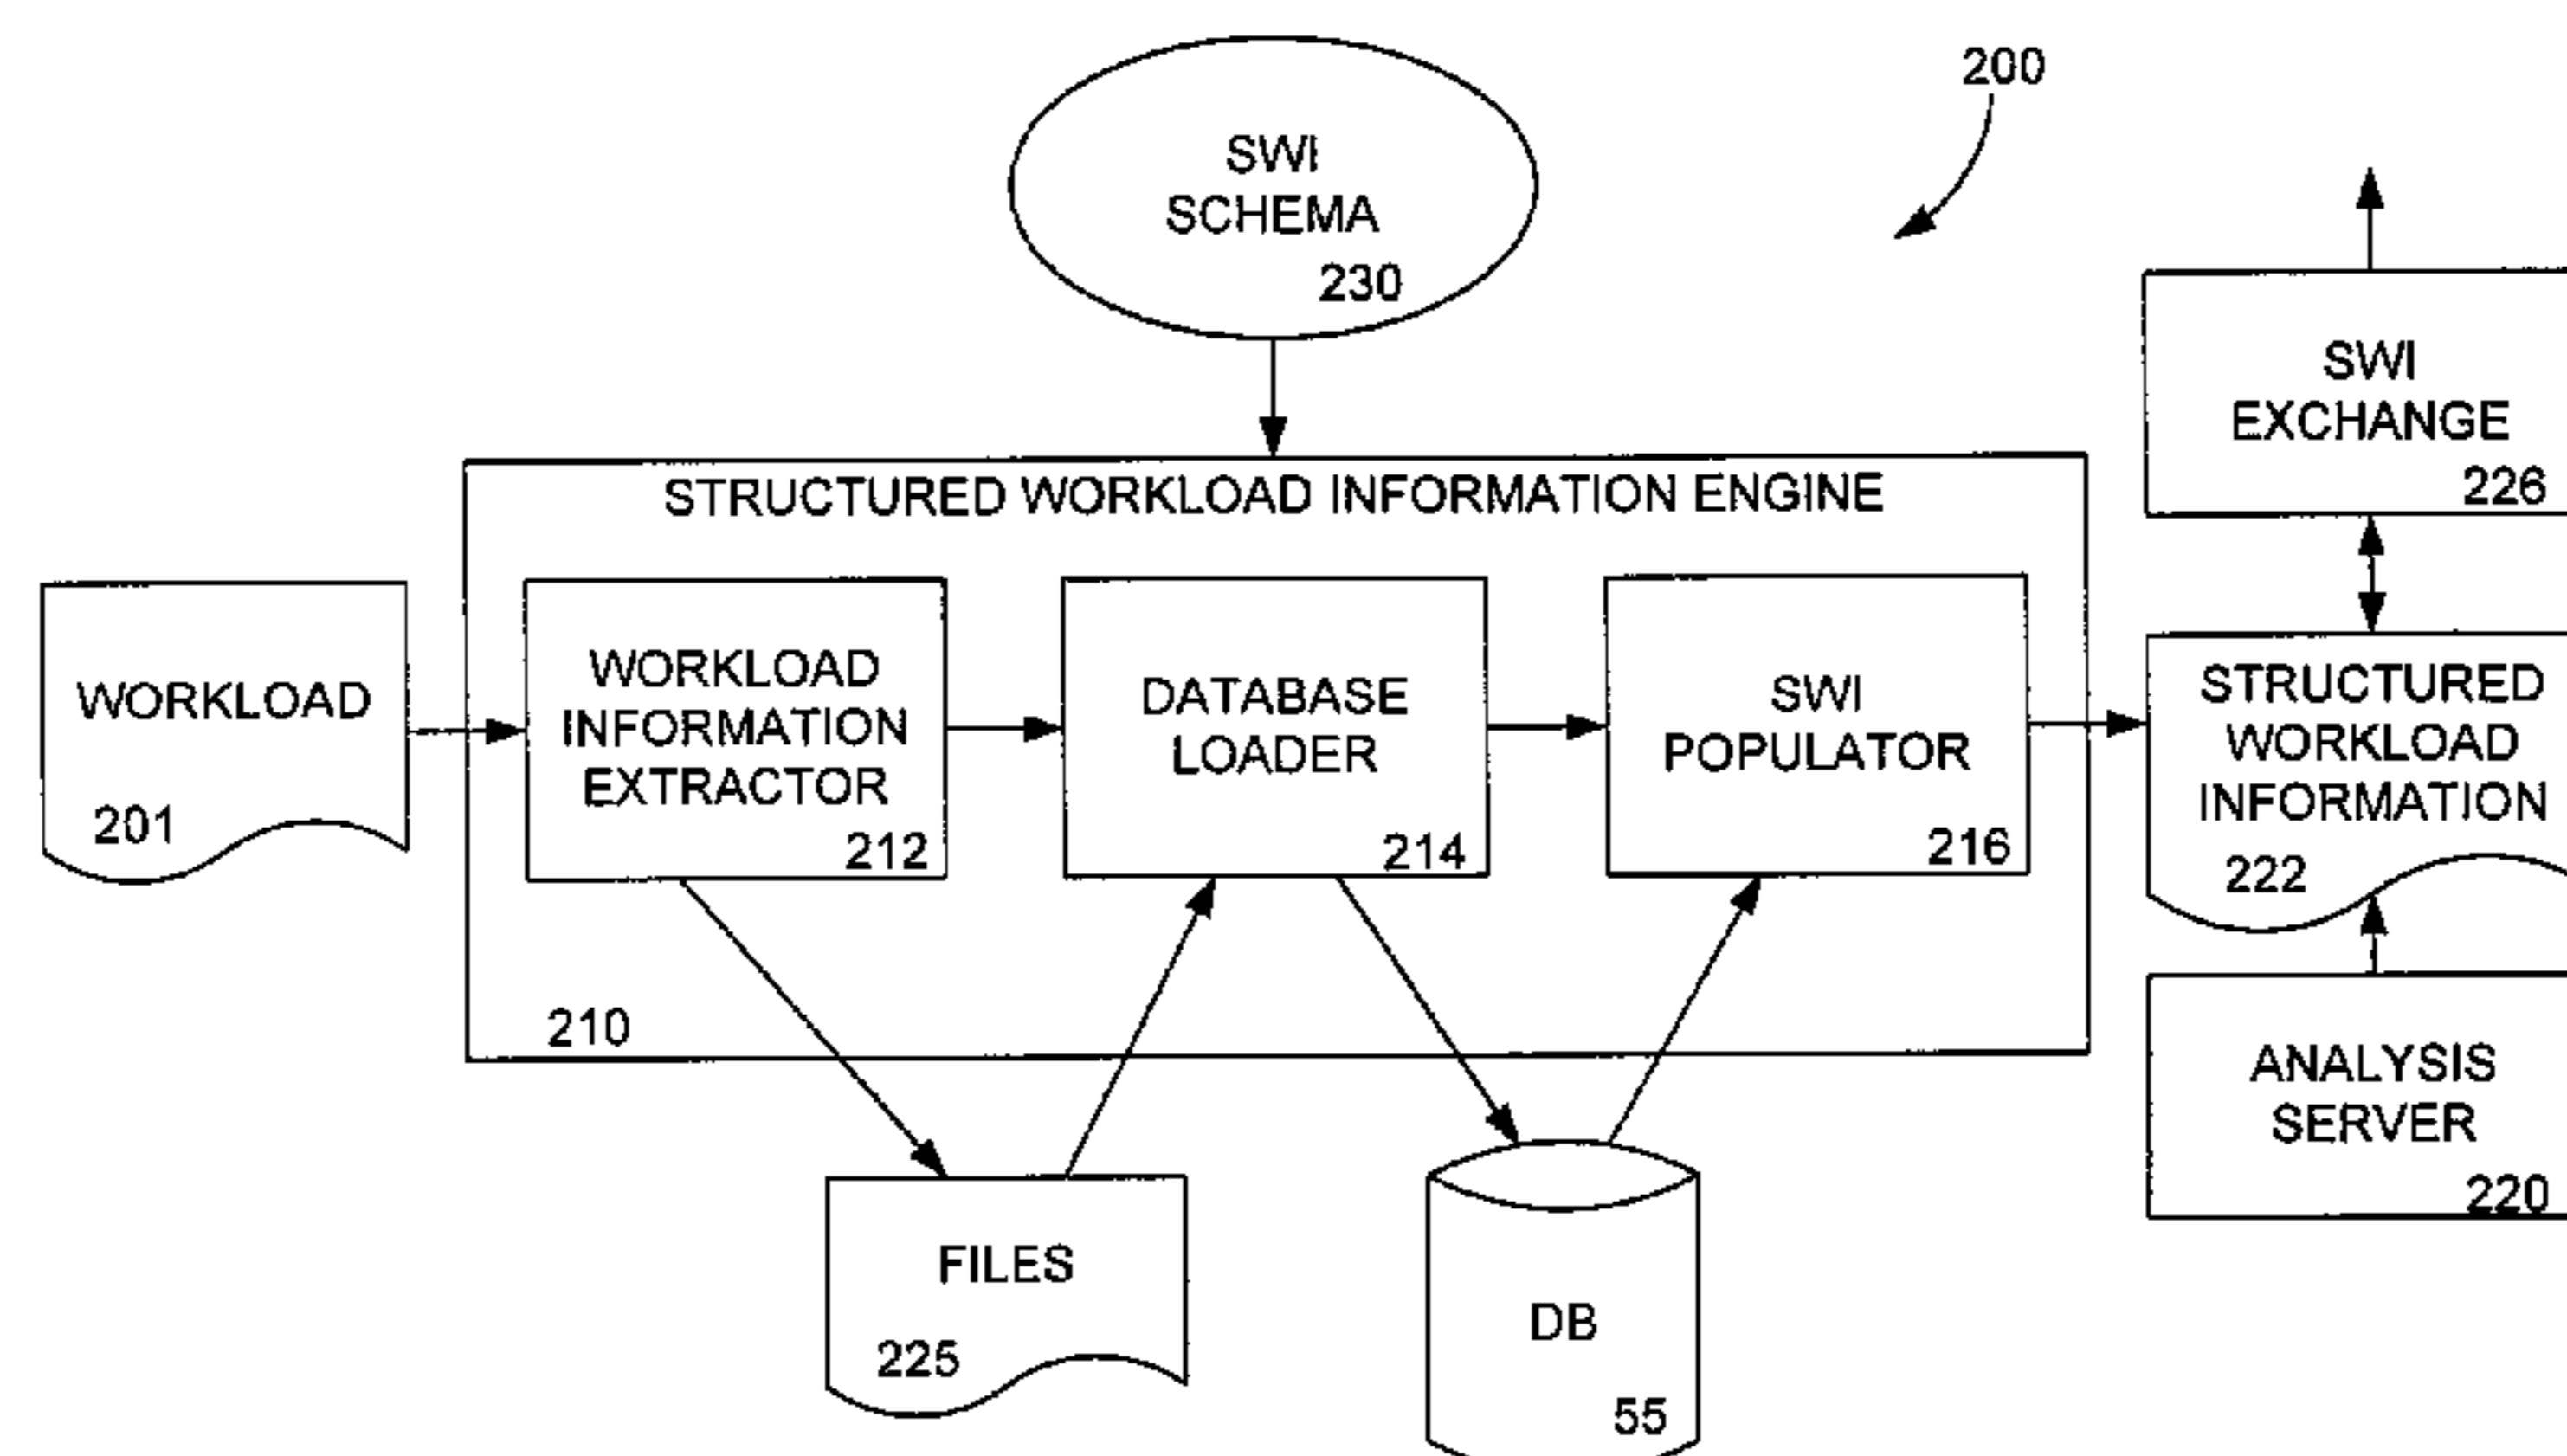 200
SWI
SCHEMA
230
SWI
EXCHANGE
226
STRUCTURED WORKLOAD INFORMATION ENGINE
WORKLOAD
201
WORKLOAD
INFORMATION
EXTRACTOR
212
DATABASE
LOADER
214
SWI
POPULATOR
216
STRUCTURED
WORKLOAD
INFORMATION
222
210
ANALYSIS
SERVER
220
FILES
225
DB
55